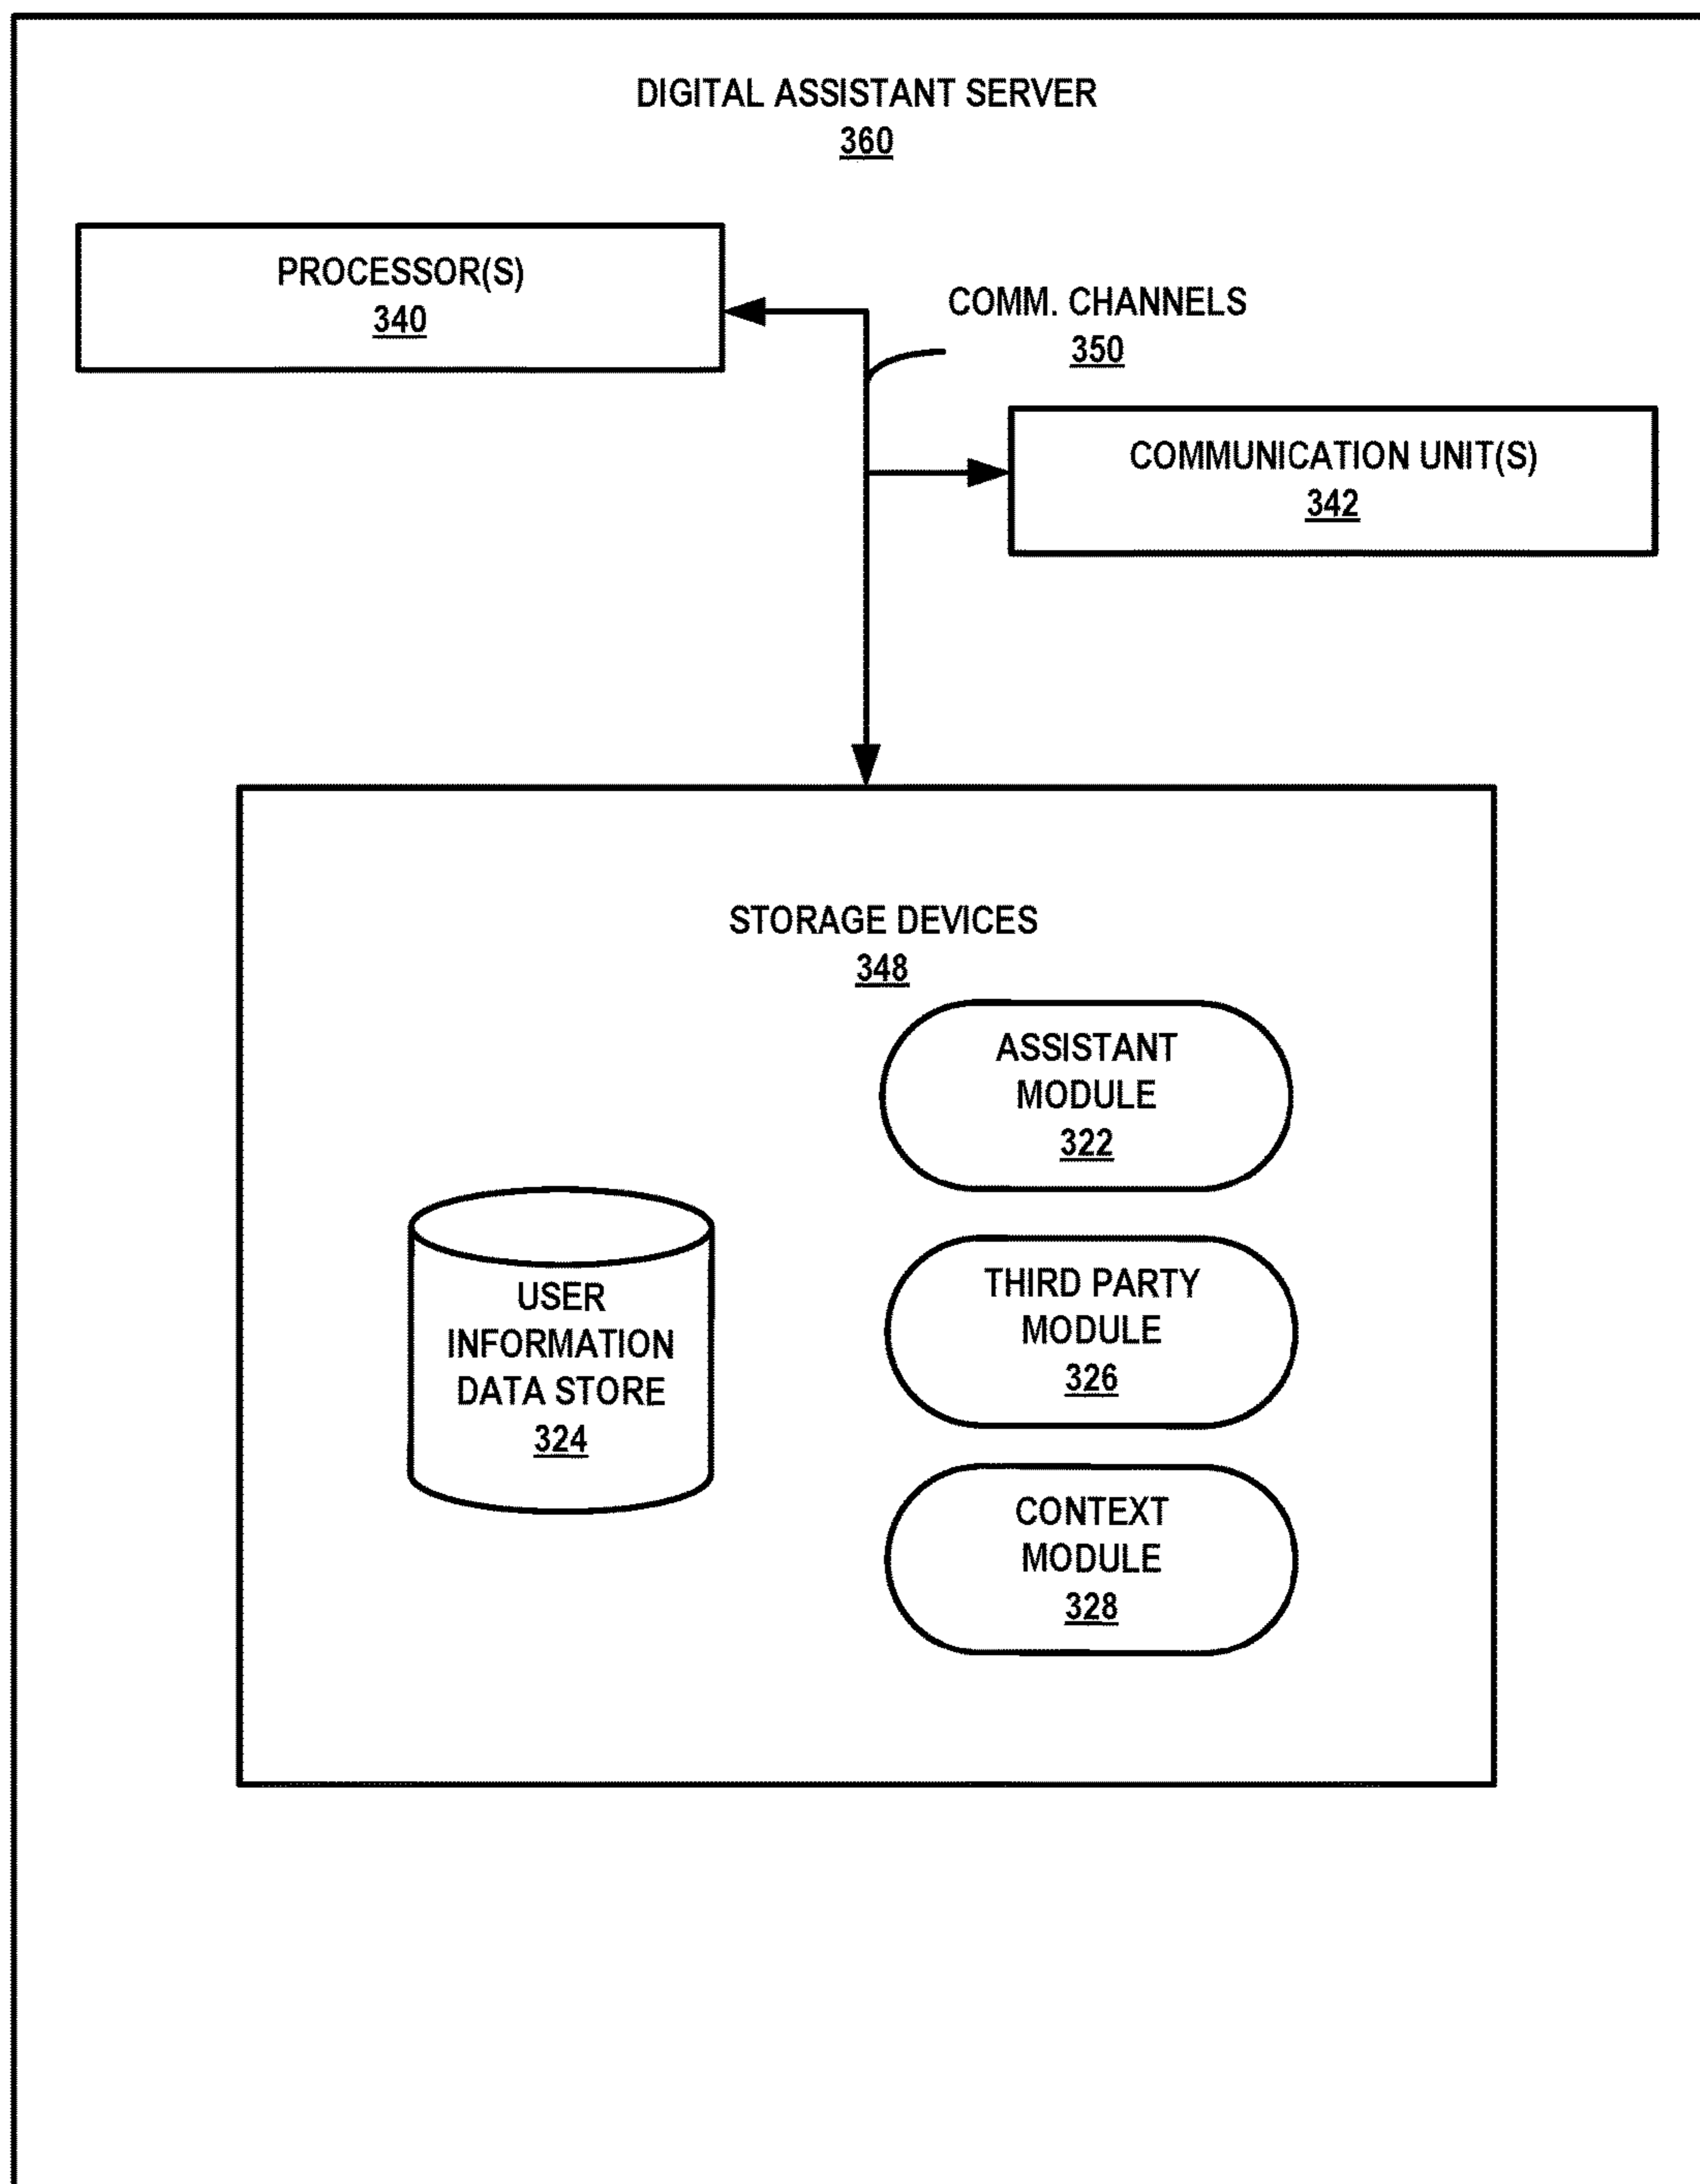 DIGITAL ASSISTANT SERVER
360
PROCESSOR(S)
340
COMM. CHANNELS
350
COMMUNICATION UNIT(S)
342
STORAGE DEVICES
348
ASSISTANT
MODULE
322
USER
INFORMATION
DATA STORE
324
THIRD PARTY
MODULE
326
CONTEXT
MODULE
328